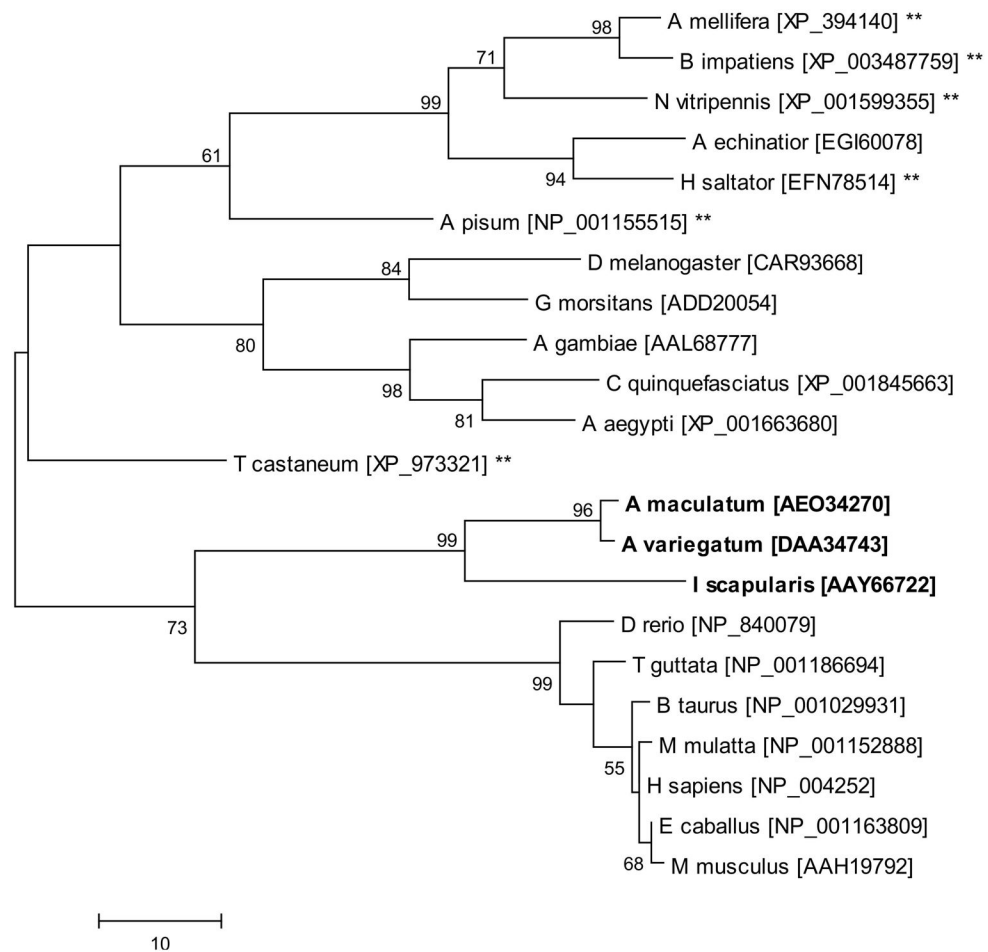 98
A mellifera [XP_394140] **
71
B impatiens [XP_003487759] **
99
N vitripennis [XP_001599355] **
61
A echinatior [EGI60078]
94
H saltator [EFN78514] **
A pisum [NP_001155515] **
84
D melanogaster [CAR93668]
G morsitans [ADD20054]
80
A gambiae [AAL68777]
98
C quinquefasciatus [XP_001845663]
81
A aegypti [XP_001663680]
T castaneum [XP_973321] **
96
A maculatum [AEO34270]
99
A variegatum [DAA34743]
I scapularis [AAY66722]
73
D rerio [NP_840079]
99
T guttata [NP_001186694]
B taurus [NP_001029931]
M mulatta [NP_001152888]
55
H sapiens [NP_004252]
E caballus [NP_001163809]
68
M musculus [AAH19792]
10